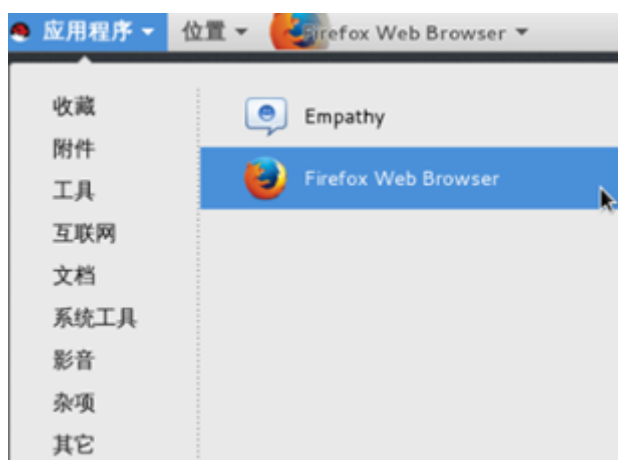 应用程序 位置 Firefox Web Browser
收藏
附件
工具
互联网
文档
系统工具
影音
杂项
其它
Empathy
Firefox Web Browser